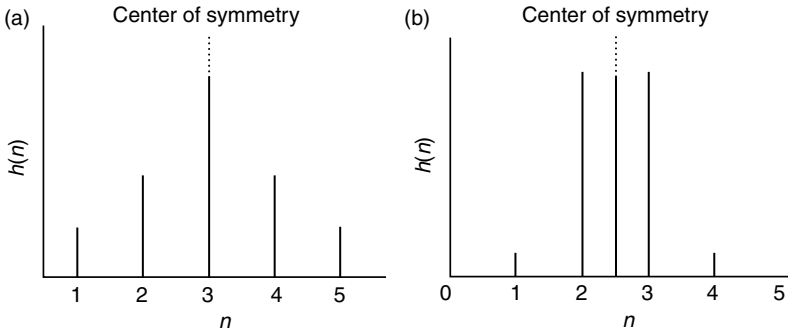 (a)
Center of symmetry
h(n)
1 2 3 4 5
n
(b)
Center of symmetry
h(n)
0 1 2 3 4 5
n